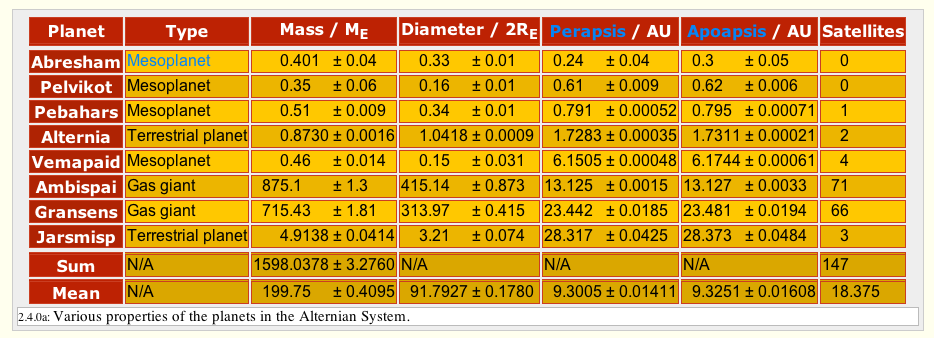 Planet Type Mass / ME Diameter / 2RE Perapsis / AU Apoapsis / AU Satellites
Abresham Mesoplanet 0.401 ± 0.04 0.33 ± 0.01 0.24 ± 0.04 0.3 ± 0.05 0
Pelvikot Mesoplanet 0.35 ± 0.06 0.16 ± 0.01 0.61 ± 0.009 0.62 ± 0.006 0
Pebahars Mesoplanet 0.51 ± 0.009 0.34 ± 0.01 0.791 ± 0.00052 0.795 ± 0.00071 1
Alternia Terrestrial planet 0.8730 ± 0.0016 1.0418 ± 0.0009 1.7283 ± 0.00035 1.7311 ± 0.00021 2
Vemapaid Mesoplanet 0.46 ± 0.014 0.15 ± 0.031 6.1505 ± 0.00048 6.1744 ± 0.00061 4
Ambispai Gas giant 875.1 ± 1.3 415.14 ± 0.873 13.125 ± 0.0015 13.127 ± 0.0033 71
Gransens Gas giant 715.43 ± 1.81 313.97 ± 0.415 23.442 ± 0.0185 23.481 ± 0.0194 66
Jarsmisp Terrestrial planet 4.9138 ± 0.0414 3.21 ± 0.074 28.317 ± 0.0425 28.373 ± 0.0484 3
Sum N/A 1598.0378 ± 3.2760 N/A N/A N/A 147
Mean N/A 199.75 ± 0.4095 91.7927 ± 0.1780 9.3005 ± 0.01411 9.3251 ± 0.01608 18.375
2.4.0a: Various properties of the planets in the Alternian System.